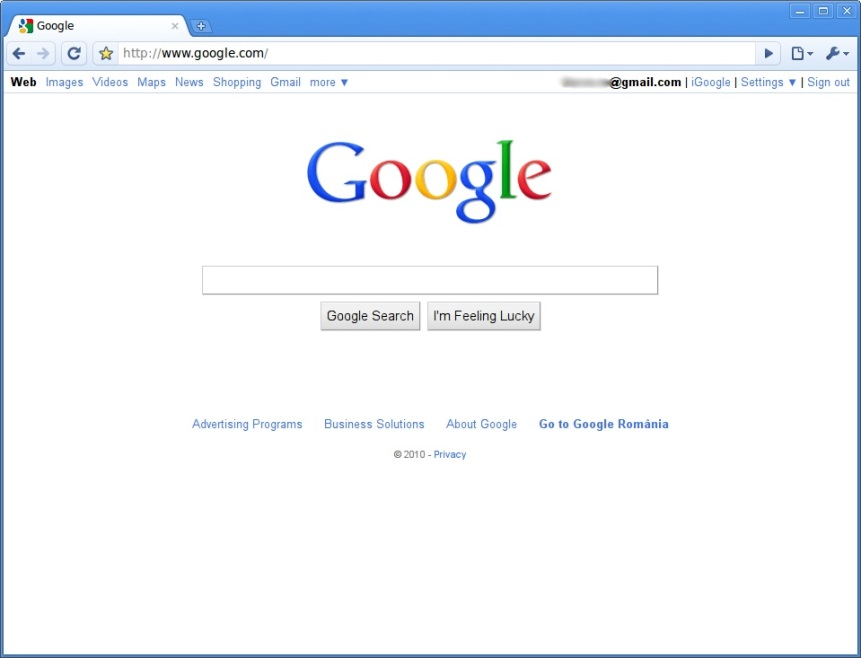 Google
http://www.google.com/
Web Images Videos Maps News Shopping Gmail more ▼ @gmail.com | iGoogle | Settings ▼ | Sign out
Google
Google Search I'm Feeling Lucky
Advertising Programs Business Solutions About Google Go to Google România
© 2010 - Privacy